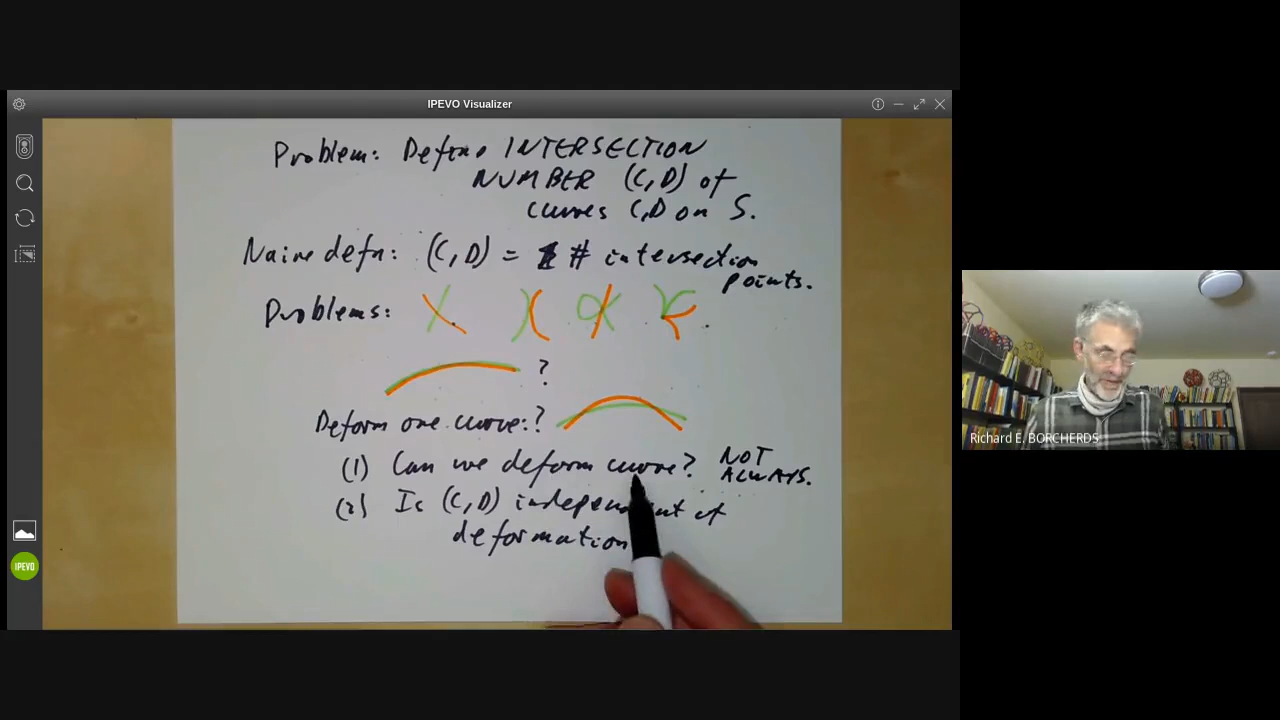 IPEVO Visualizer
Problem: Define INTERSECTION
NUMBER (C,D) of
curves C,D on S.
Naive defn: (C,D) = # intersection
points.
Problems:
?
Deform one curve:?
(1) Can we deform curve? NOT
ALWAYS.
(2) Is (C,D) independent of
deformation
Richard E. BORCHERDS
IPEVO